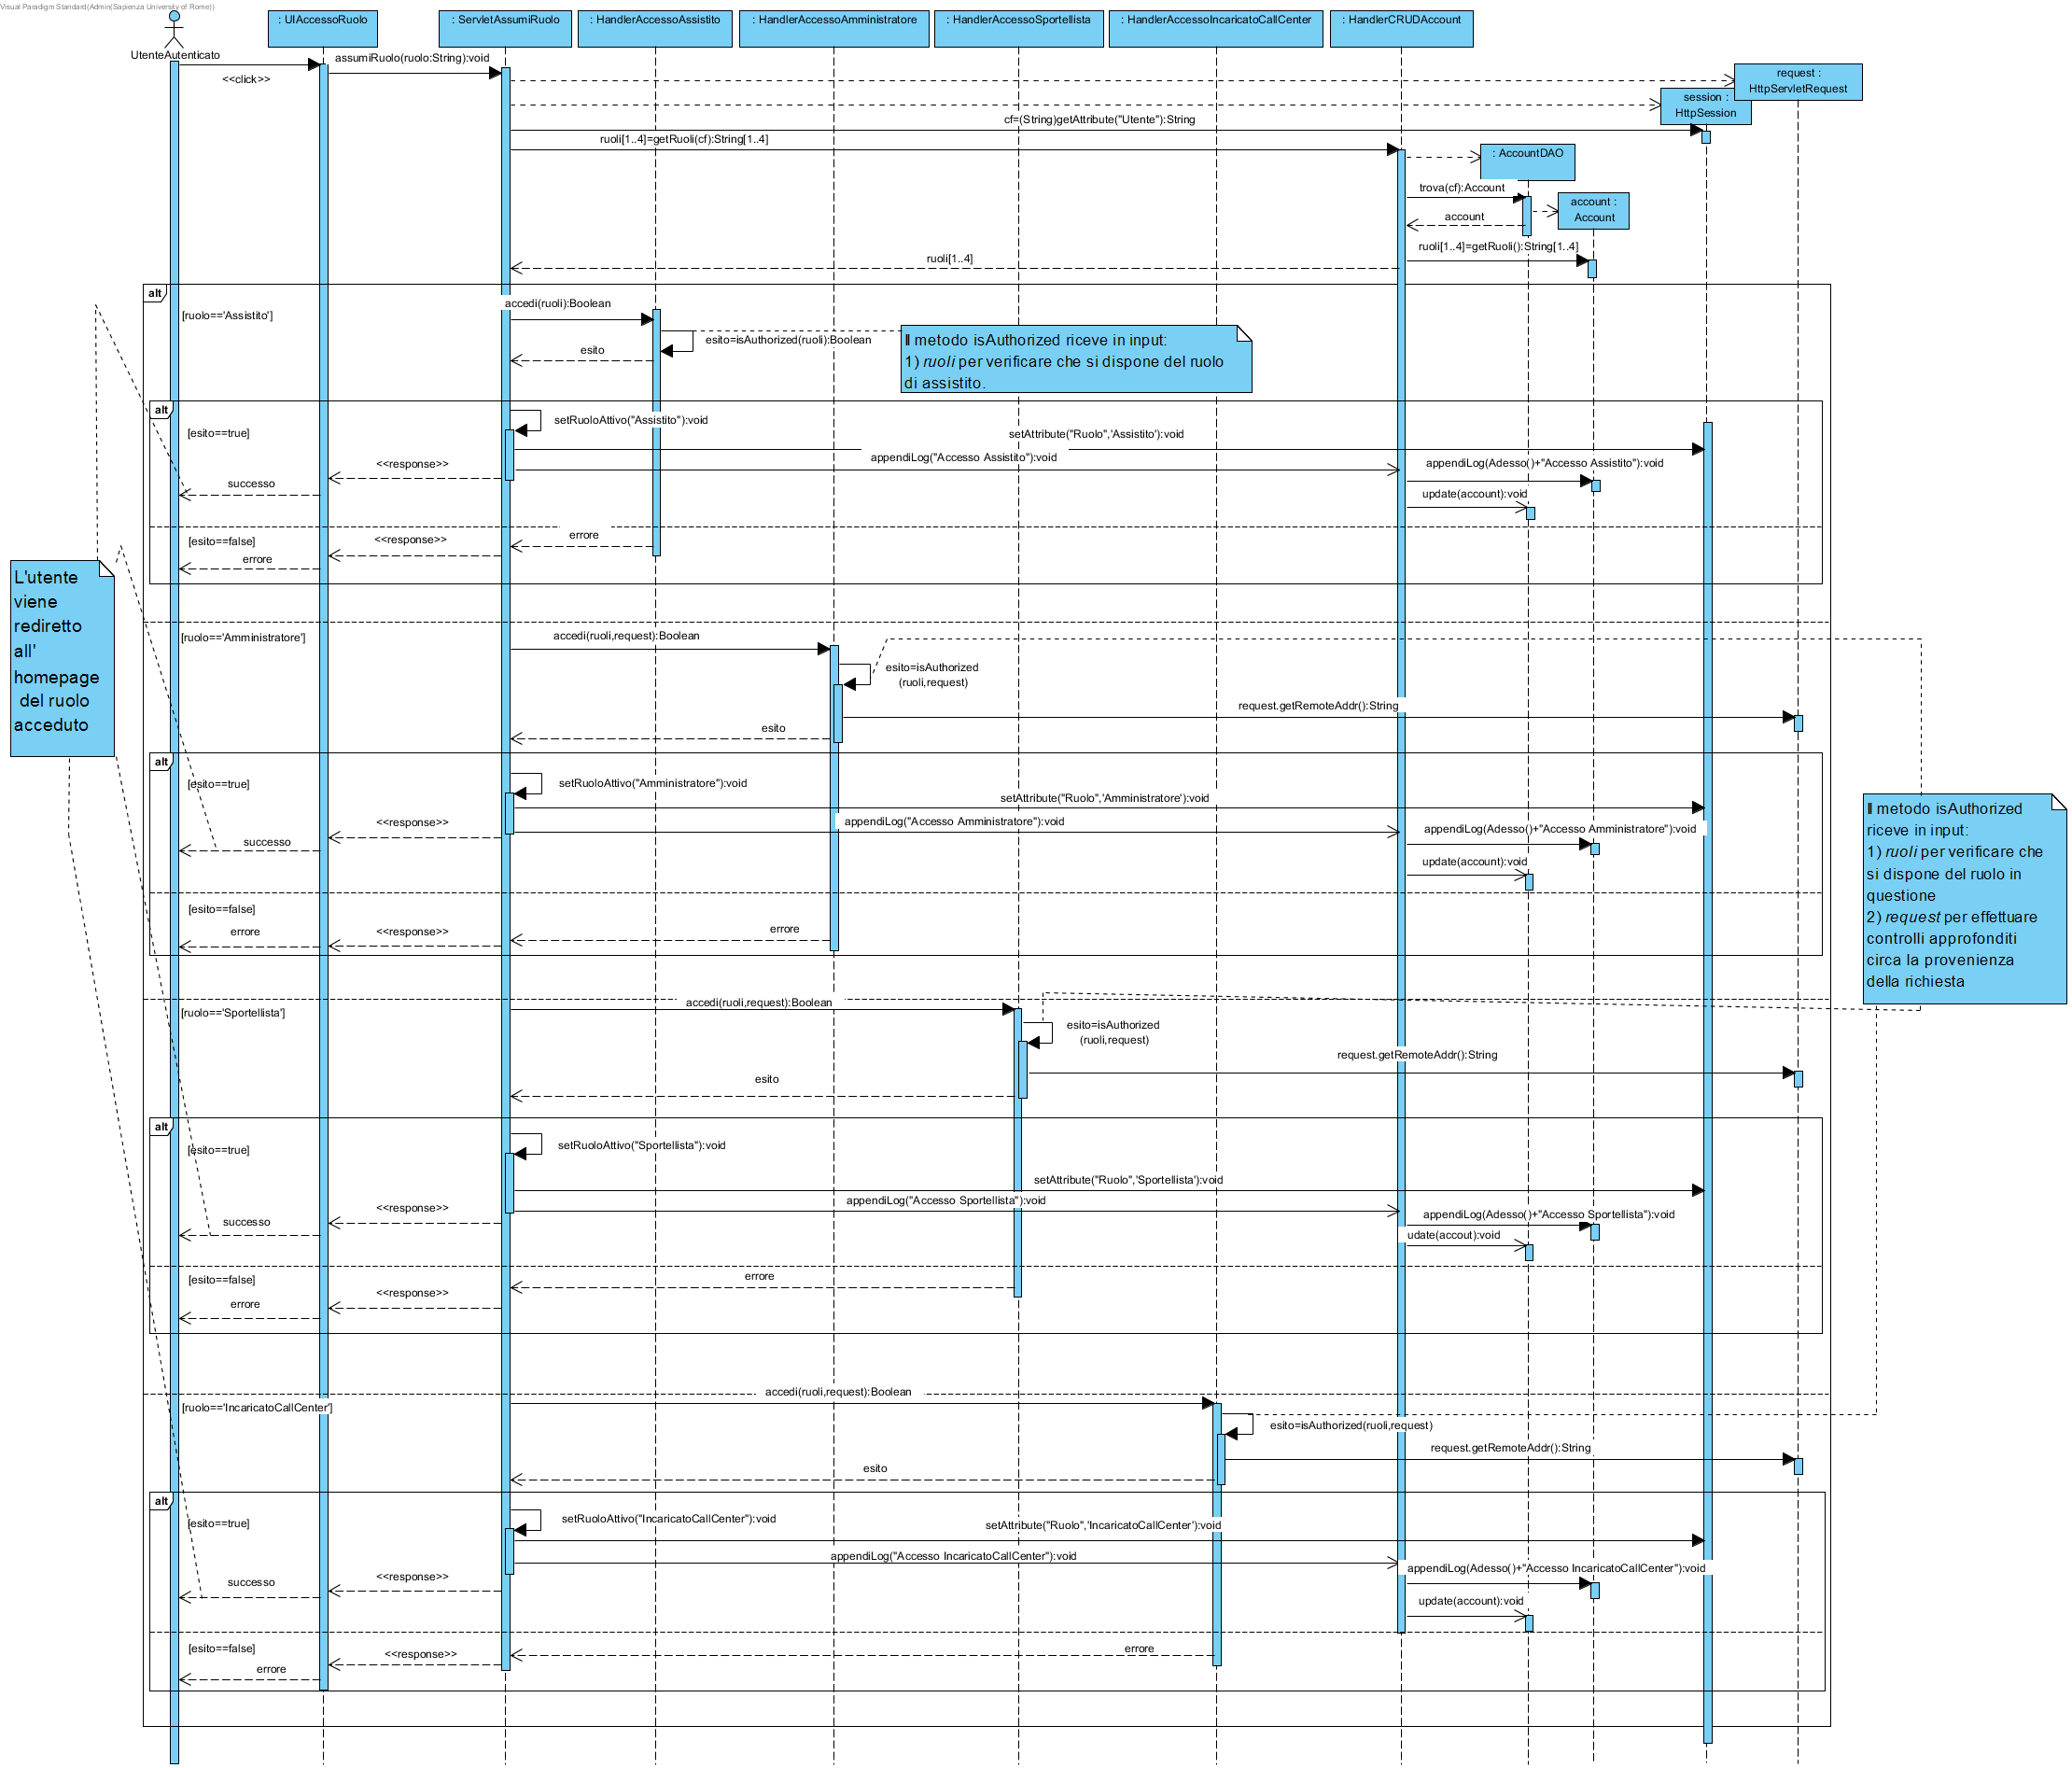 Visual Paradigm Standard(Admin(Sapienza University of Rome))
UtenteAutenticato
: UIAccessoRuolo
: ServletAssumiRuolo
: HandlerAccessoAssistito
: HandlerAccessoAmministratore
: HandlerAccessoSportellista
: HandlerAccessoIncaricatoCallCenter
: HandlerCRUDAccount
assumiRuolo(ruolo:String):void
<<click>>
request :
HttpServletRequest
session :
HttpSession
cf=(String)getAttribute("Utente"):String
ruoli[1..4]=getRuoli(cf):String[1..4]
: AccountDAO
trova(cf):Account
account :
Account
account
ruoli[1..4]=getRuoli():String[1..4]
ruoli[1..4]
alt
[ruolo=='Assistito']
accedi(ruoli):Boolean
esito=isAuthorized(ruoli):Boolean
esito
Il metodo isAuthorized riceve in input:
1) ruoli per verificare che si dispone del ruolo
di assistito.
alt
[esito==true]
setRuoloAttivo("Assistito"):void
setAttribute("Ruolo",'Assistito'):void
appendiLog("Accesso Assistito"):void
appendiLog(Adesso()+"Accesso Assistito"):void
<<response>>
successo
update(account):void
[esito==false]
errore
<<response>>
errore
L'utente
viene
rediretto
all'
homepage
del ruolo
acceduto
[ruolo=='Amministratore']
accedi(ruoli,request):Boolean
esito=isAuthorized
(ruoli,request)
request.getRemoteAddr():String
esito
alt
[esito==true]
setRuoloAttivo("Amministratore"):void
setAttribute("Ruolo",'Amministratore'):void
appendiLog("Accesso Amministratore"):void
appendiLog(Adesso()+"Accesso Amministratore"):void
<<response>>
successo
update(account):void
[esito==false]
errore
<<response>>
errore
Il metodo isAuthorized
riceve in input:
1) ruoli per verificare che
si dispone del ruolo in
questione
2) request per effettuare
controlli approfonditi
circa la provenienza
della richiesta
[ruolo=='Sportellista']
accedi(ruoli,request):Boolean
esito=isAuthorized
(ruoli,request)
request.getRemoteAddr():String
esito
alt
[esito==true]
setRuoloAttivo("Sportellista"):void
setAttribute("Ruolo",'Sportellista'):void
appendiLog("Accesso Sportellista"):void
appendiLog(Adesso()+"Accesso Sportellista"):void
<<response>>
successo
udate(accout):void
[esito==false]
errore
<<response>>
errore
[ruolo=='IncaricatoCallCenter']
accedi(ruoli,request):Boolean
esito=isAuthorized(ruoli,request)
request.getRemoteAddr():String
esito
alt
[esito==true]
setRuoloAttivo("IncaricatoCallCenter"):void
setAttribute("Ruolo",'IncaricatoCallCenter'):void
appendiLog("Accesso IncaricatoCallCenter"):void
appendiLog(Adesso()+"Accesso IncaricatoCallCenter"):void
<<response>>
successo
update(account):void
[esito==false]
errore
<<response>>
errore